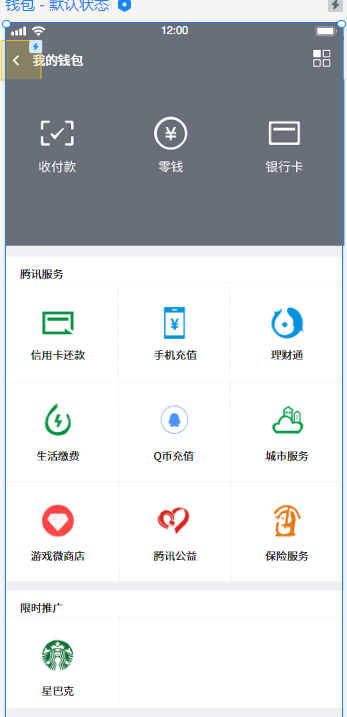 钱包 - 默认状态
12:00
我的钱包
收付款 零钱 银行卡
腾讯服务
信用卡还款 手机充值 理财通
生活缴费 Q币充值 城市服务
游戏微商店 腾讯公益 保险服务
限时推广
星巴克